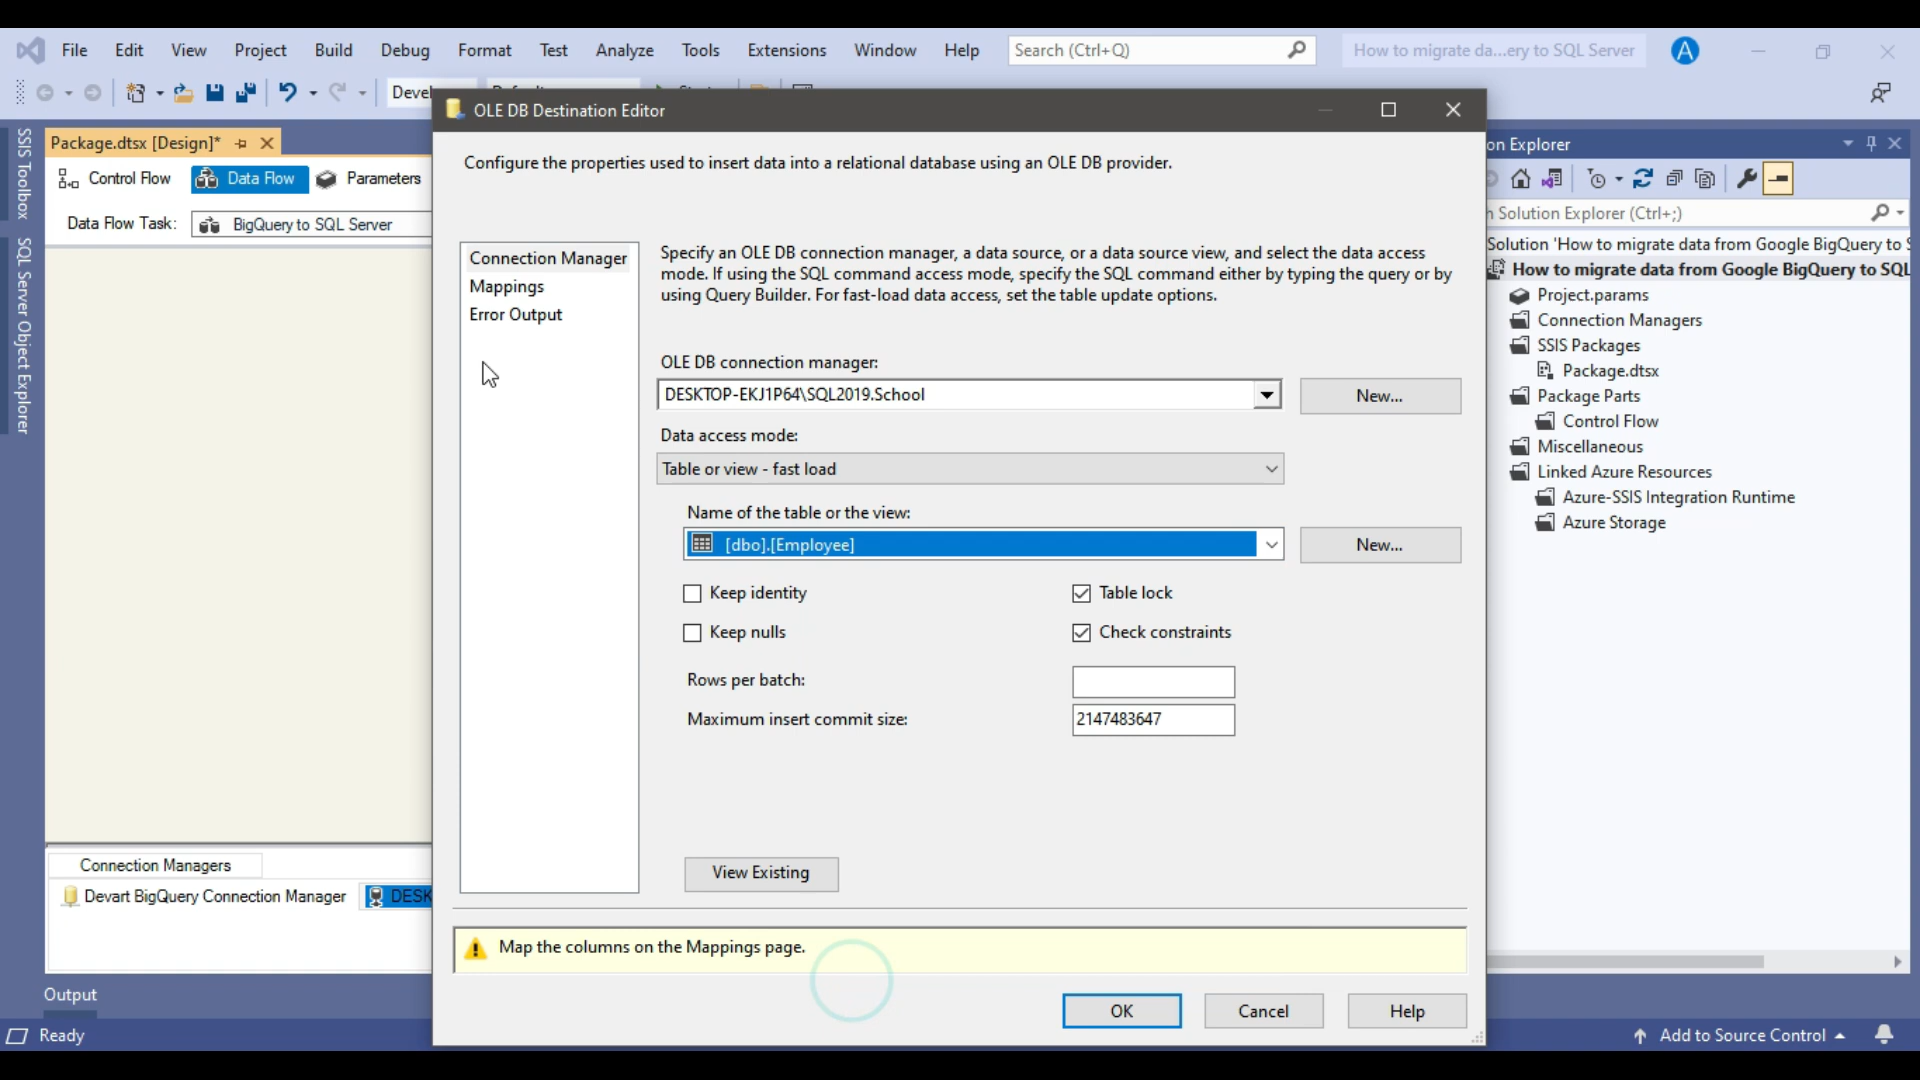 File Edit View Project Build Debug Format Test Analyze Tools Extensions Window Help Search (Ctrl+Q) How to migrate da...ery to SQL Server A
OLE DB Destination Editor
Package.dtsx [Design]*
Control Flow Data Flow Parameters
Data Flow Task: BigQuery to SQL Server
SSIS Toolbox
SQL Server Object Explorer
Configure the properties used to insert data into a relational database using an OLE DB provider.
Connection Manager
Mappings
Error Output
Specify an OLE DB connection manager, a data source, or a data source view, and select the data access
mode. If using the SQL command access mode, specify the SQL command either by typing the query or by
using Query Builder. For fast-load data access, set the table update options.
OLE DB connection manager:
DESKTOP-EKJ1P64\SQL2019.School New...
Data access mode:
Table or view - fast load
Name of the table or the view:
[dbo].[Employee] New...
Keep identity Table lock
Keep nulls Check constraints
Rows per batch:
Maximum insert commit size: 2147483647
View Existing
Map the columns on the Mappings page.
OK Cancel Help
on Explorer
Solution Explorer (Ctrl+;)
Solution 'How to migrate data from Google BigQuery to S
How to migrate data from Google BigQuery to SQL
Project.params
Connection Managers
SSIS Packages
Package.dtsx
Package Parts
Control Flow
Miscellaneous
Linked Azure Resources
Azure-SSIS Integration Runtime
Azure Storage
Connection Managers
Devart BigQuery Connection Manager DESK
Output
Ready Add to Source Control